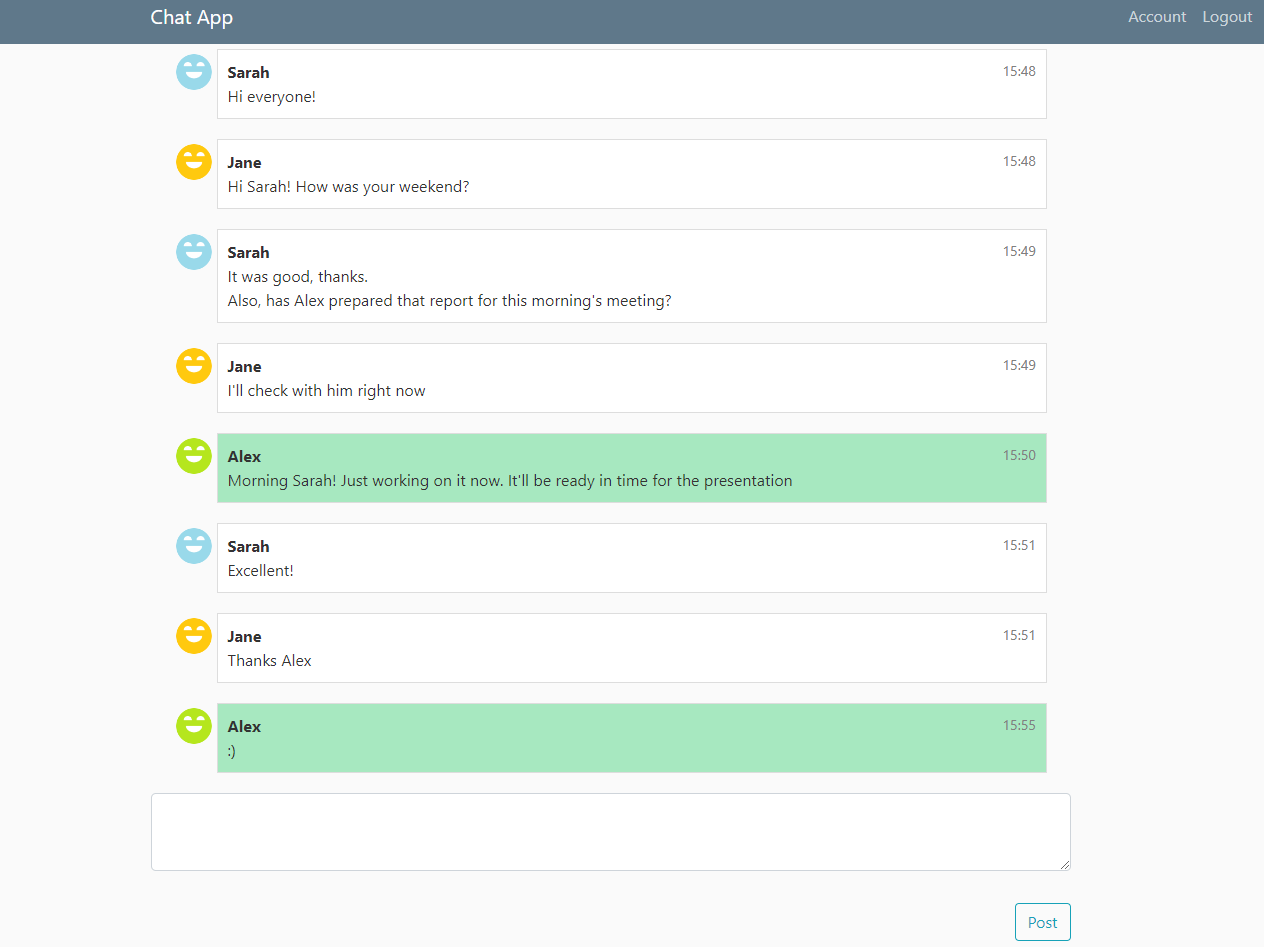 Chat App
Account Logout
Sarah 15:48
Hi everyone!
Jane 15:48
Hi Sarah! How was your weekend?
Sarah 15:49
It was good, thanks.
Also, has Alex prepared that report for this morning's meeting?
Jane 15:49
I'll check with him right now
Alex 15:50
Morning Sarah! Just working on it now. It'll be ready in time for the presentation
Sarah 15:51
Excellent!
Jane 15:51
Thanks Alex
Alex 15:55
:)
Post